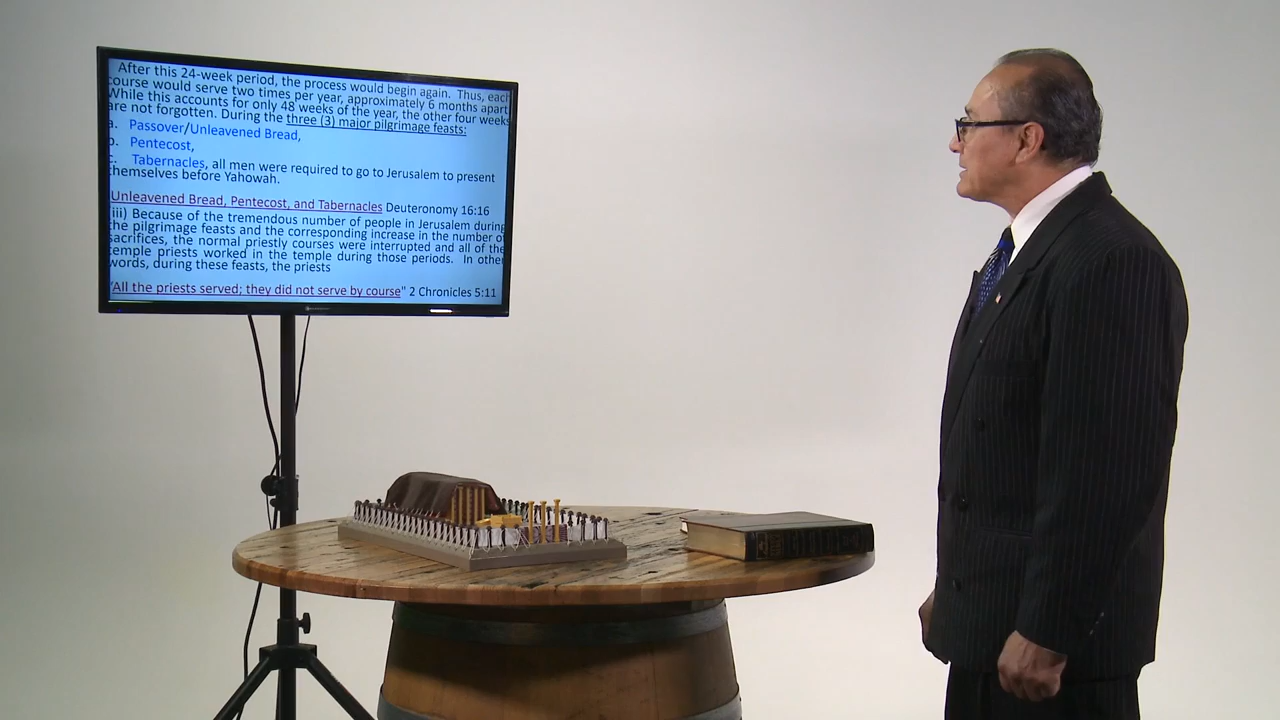 After this 24-week period, the process would begin again. Thus, each
course would serve two times per year, approximately 6 months apart
While this accounts for only 48 weeks of the year, the other four weeks
are not forgotten. During the three (3) major pilgrimage feasts:
a. Passover/Unleavened Bread,
b. Pentecost,
c. Tabernacles, all men were required to go to Jerusalem to present
themselves before Yahowah.
Unleavened Bread, Pentecost, and Tabernacles Deuteronomy 16:16
iii) Because of the tremendous number of people in Jerusalem during
the pilgrimage feasts and the corresponding increase in the number of
sacrifices, the normal priestly courses were interrupted and all of the
temple priests worked in the temple during those periods. In other
words, during these feasts, the priests
"All the priests served; they did not serve by course" 2 Chronicles 5:11